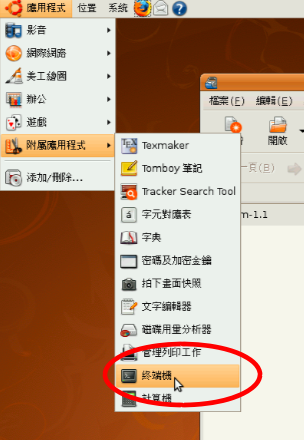 應用程式 位置 系統
影音
網際網路
美工繪圖
辦公
遊戲
附屬應用程式
添加/刪除...
Texmaker
Tomboy 筆記
Tracker Search Tool
字元對應表
字典
密碼及加密金鑰
拍下畫面快照
文字編輯器
磁碟用量分析器
管理列印工作
終端機
計算機
檔案(F) 編輯(E)
開啟
頁(B)
m-1.1